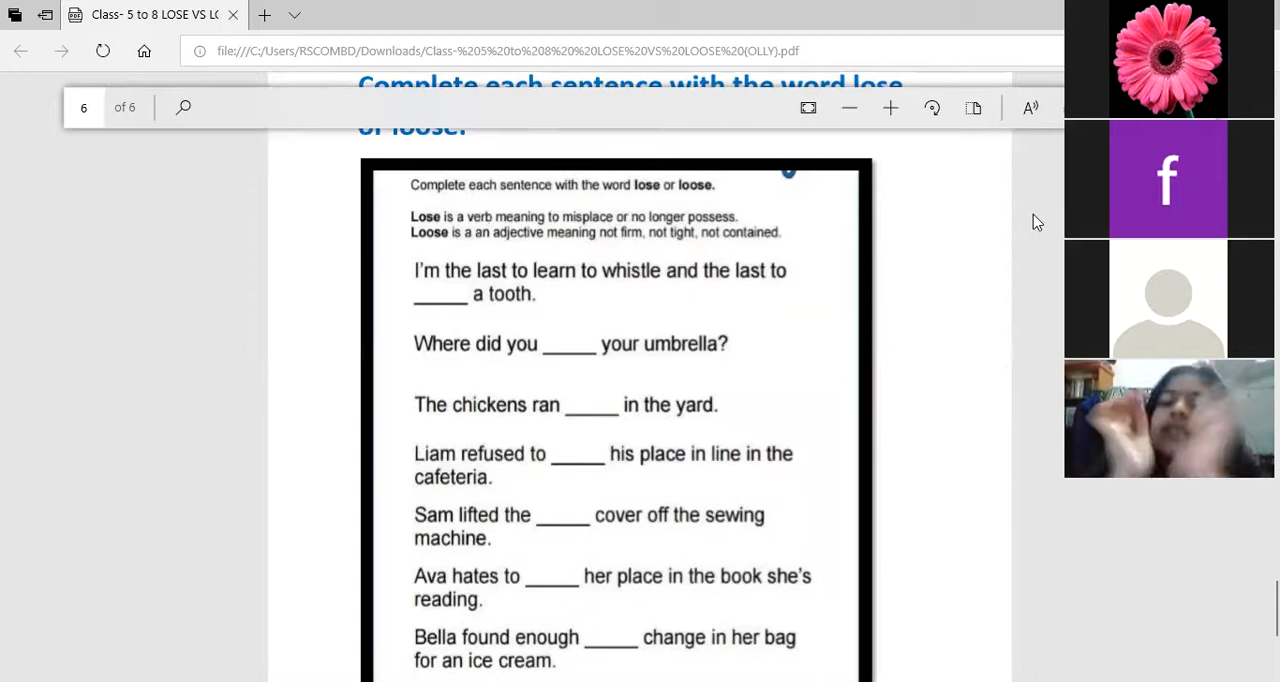 Class- 5 to 8 LOSE VS LC
file:///C:/Users/RSCOMBD/Downloads/Class-%205%20to%208%20%20LOSE%20VS%20LOOSE%20(OLLY).pdf
Complete each sentence with the word lose
6 of 6
or loose.
Complete each sentence with the word lose or loose.
Lose is a verb meaning to misplace or no longer possess.
Loose is a an adjective meaning not firm, not tight, not contained.
I'm the last to learn to whistle and the last to
_____ a tooth.
Where did you _____ your umbrella?
The chickens ran _____ in the yard.
Liam refused to _____ his place in line in the
cafeteria.
Sam lifted the _____ cover off the sewing
machine.
Ava hates to _____ her place in the book she's
reading.
Bella found enough _____ change in her bag
for an ice cream.
f